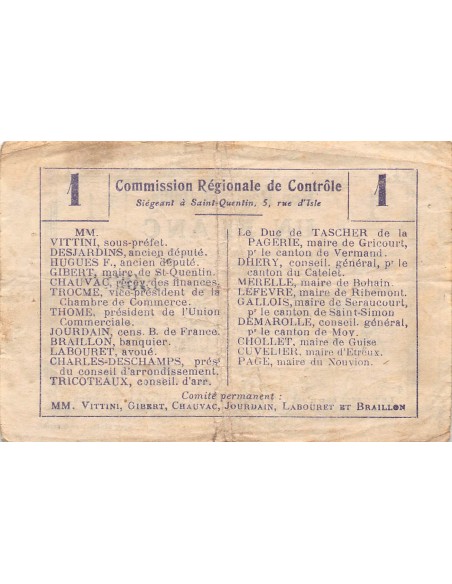 1
Commission Régionale de Contrôle
Siégeant à Saint-Quentin, 5, rue d'Isle
1
MM.
VITTINI, sous-préfet.
DESJARDINS, ancien député.
HUGUES F., ancien député.
GIBERT, maire de St-Quentin.
CHAUVAC, recev. des finances.
TROCMÉ, vice-président de la
Chambre de Commerce.
THOME, président de l'Union
Commerciale.
JOURDAIN, cens. B. de France.
BRAILLON, banquier.
LABOURET, avoué.
CHARLES-DESCHAMPS, prés.
du conseil d'arrondissement.
TRICOTEAUX, conseil. d'arr.
Le Duc de TASCHER de la
PAGERIE, maire de Gricourt,
pr le canton de Vermand.
DHÉRY, conseil. général, pr le
canton du Catelet.
MERELLE, maire de Bohain.
LEFÈVRE, maire de Ribemont.
GALLOIS, maire de Seraucourt,
pr le canton de Saint-Simon
DÉMAROLLE, conseil. général,
pr le canton de Moy.
CHOLLET, maire de Guise
CUVELIER, maire d'Étreux.
PAGE, maire du Nouvion.
Comité permanent :
MM. VITTINI, GIBERT, CHAUVAC, JOURDAIN, LABOURET ET BRAILLON